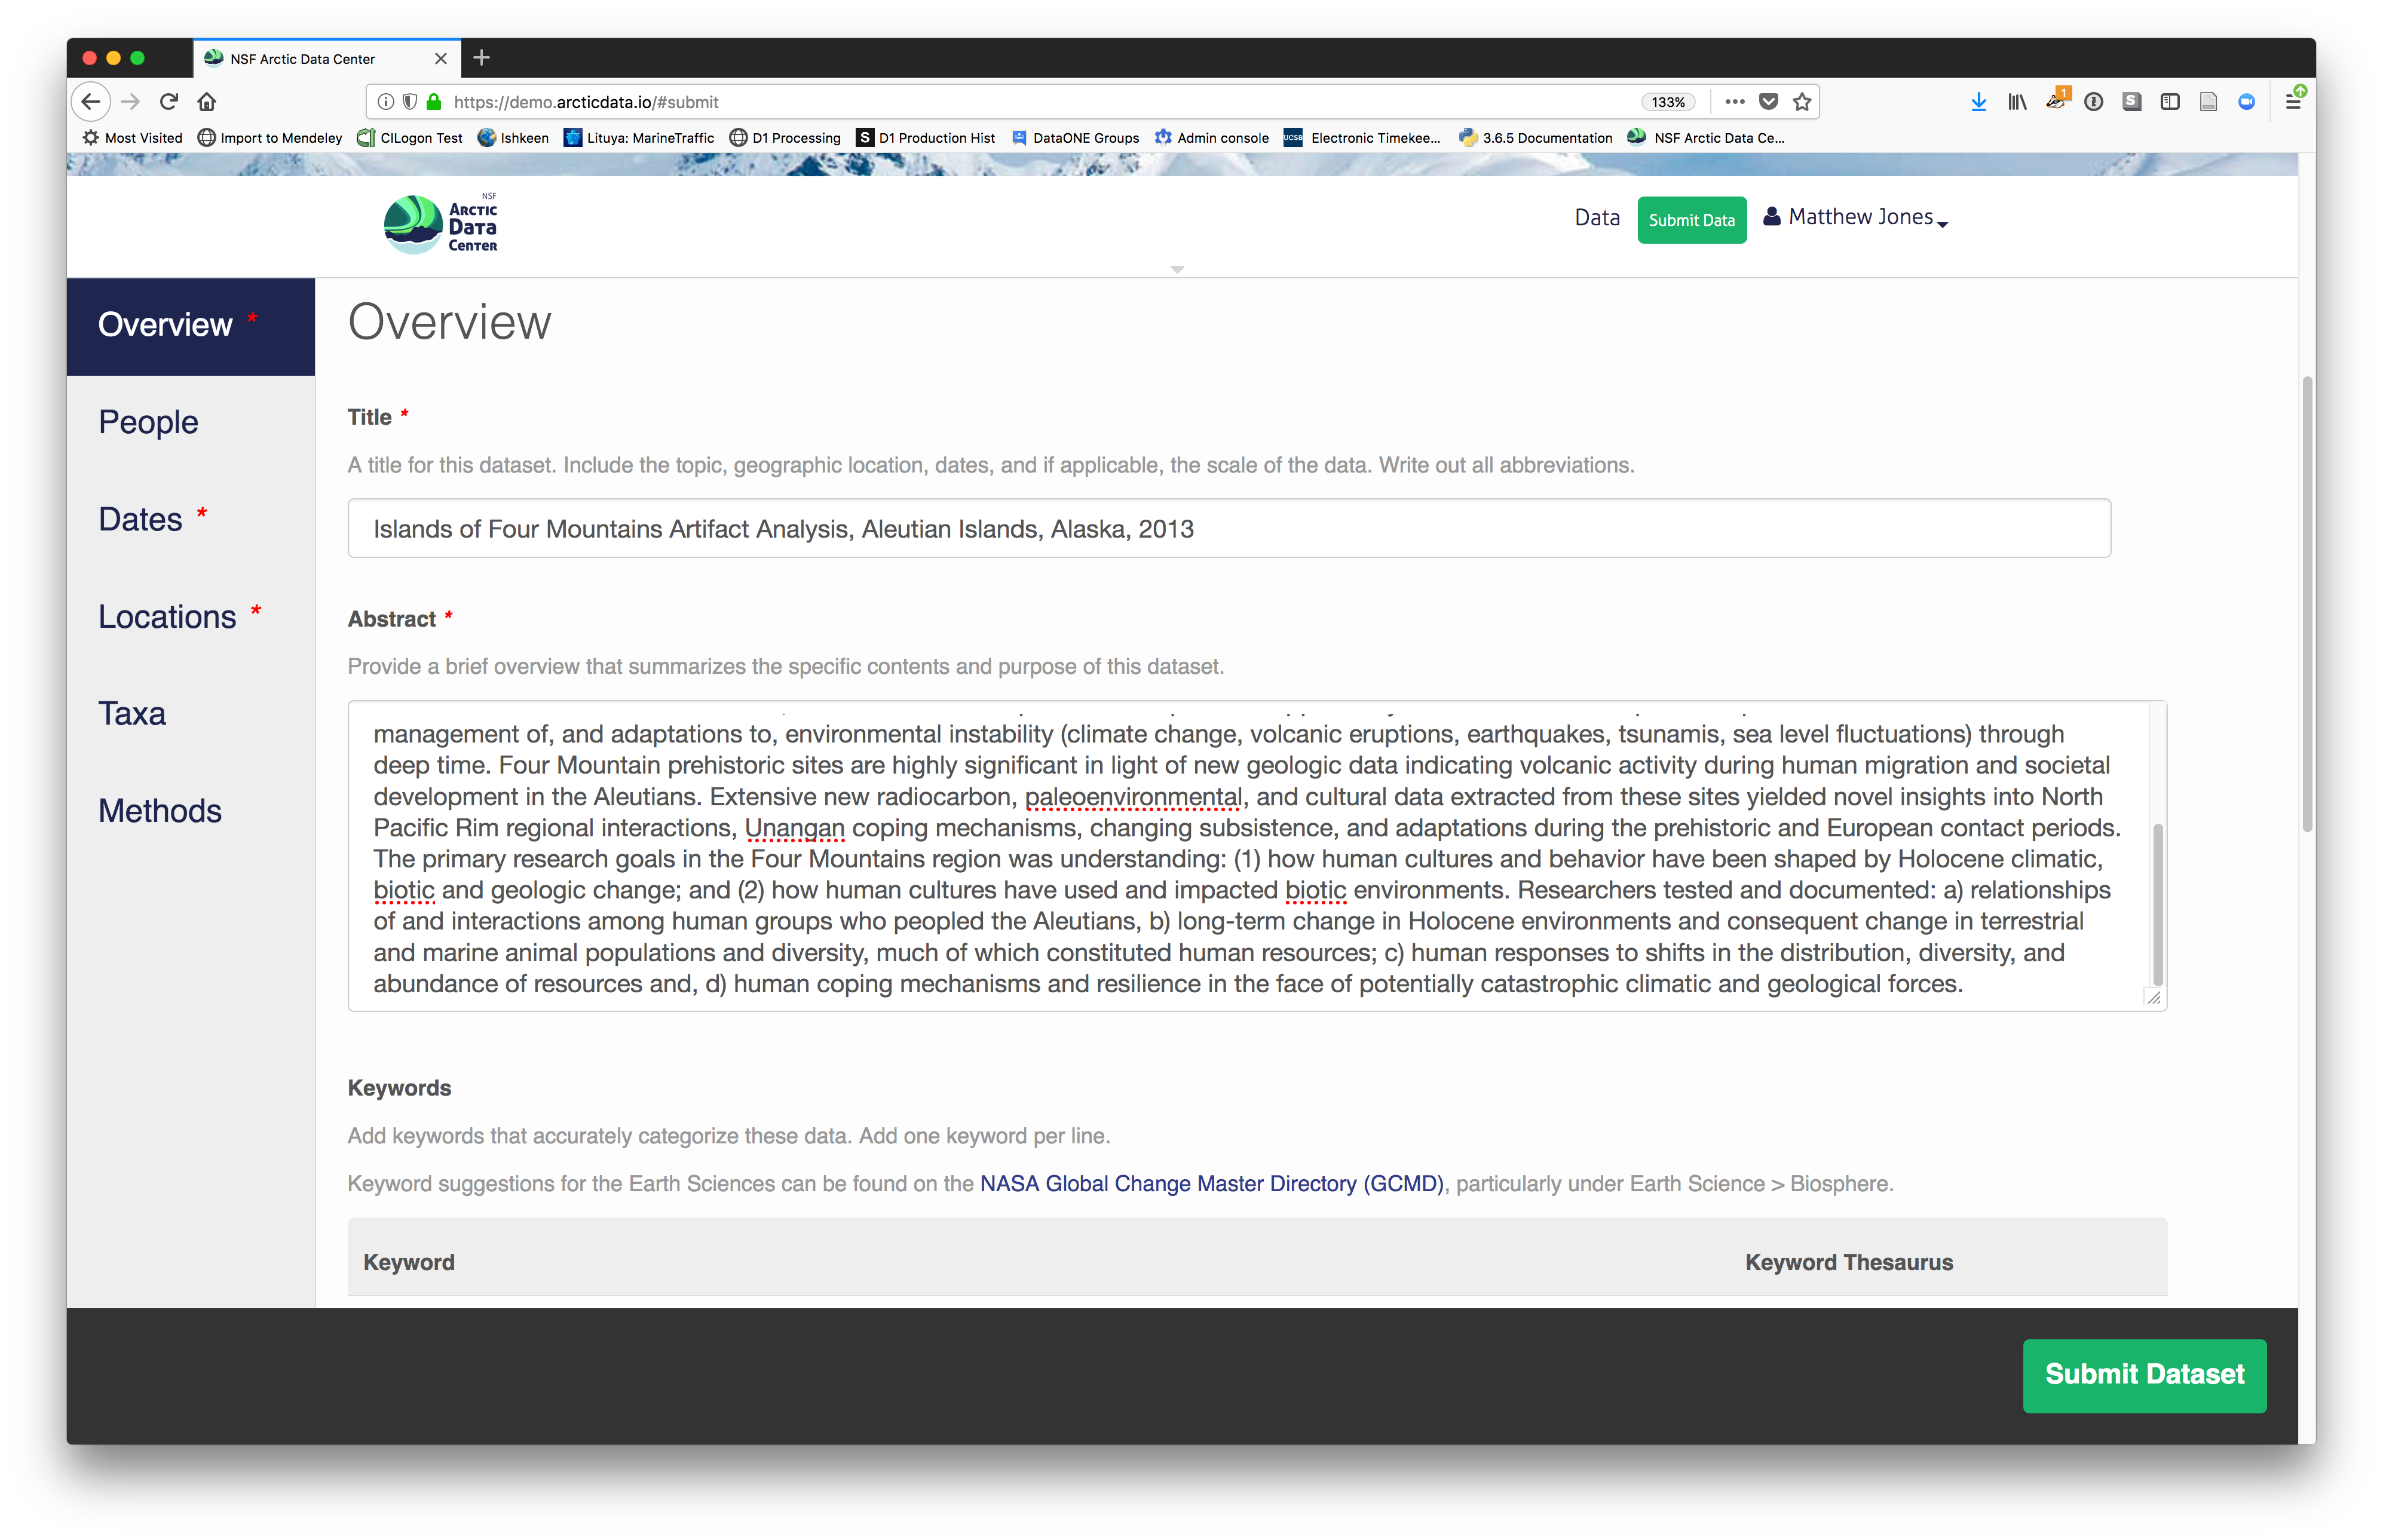 NSF Arctic Data Center
https://demo.arcticdata.io/#submit
133%
1
Most Visited
Import to Mendeley
CILogon Test
Ishkeen
Lituya: MarineTraffic
D1 Processing
S
D1 Production Hist
DataONE Groups
Admin console
UCSB
Electronic Timekee...
3.6.5 Documentation
NSF Arctic Data Ce...
NSF
ARCTIC
Data
CENTER
Data
Submit Data
Matthew Jones
Overview *
People
Dates *
Locations *
Taxa
Methods
Overview
Title *
A title for this dataset. Include the topic, geographic location, dates, and if applicable, the scale of the data. Write out all abbreviations.
Islands of Four Mountains Artifact Analysis, Aleutian Islands, Alaska, 2013
Abstract *
Provide a brief overview that summarizes the specific contents and purpose of this dataset.
management of, and adaptations to, environmental instability (climate change, volcanic eruptions, earthquakes, tsunamis, sea level fluctuations) through
deep time. Four Mountain prehistoric sites are highly significant in light of new geologic data indicating volcanic activity during human migration and societal
development in the Aleutians. Extensive new radiocarbon, paleoenvironmental, and cultural data extracted from these sites yielded novel insights into North
Pacific Rim regional interactions, Unangan coping mechanisms, changing subsistence, and adaptations during the prehistoric and European contact periods.
The primary research goals in the Four Mountains region was understanding: (1) how human cultures and behavior have been shaped by Holocene climatic,
biotic and geologic change; and (2) how human cultures have used and impacted biotic environments. Researchers tested and documented: a) relationships
of and interactions among human groups who peopled the Aleutians, b) long-term change in Holocene environments and consequent change in terrestrial
and marine animal populations and diversity, much of which constituted human resources; c) human responses to shifts in the distribution, diversity, and
abundance of resources and, d) human coping mechanisms and resilience in the face of potentially catastrophic climatic and geological forces.
Keywords
Add keywords that accurately categorize these data. Add one keyword per line.
Keyword suggestions for the Earth Sciences can be found on the NASA Global Change Master Directory (GCMD), particularly under Earth Science > Biosphere.
Keyword
Keyword Thesaurus
Submit Dataset